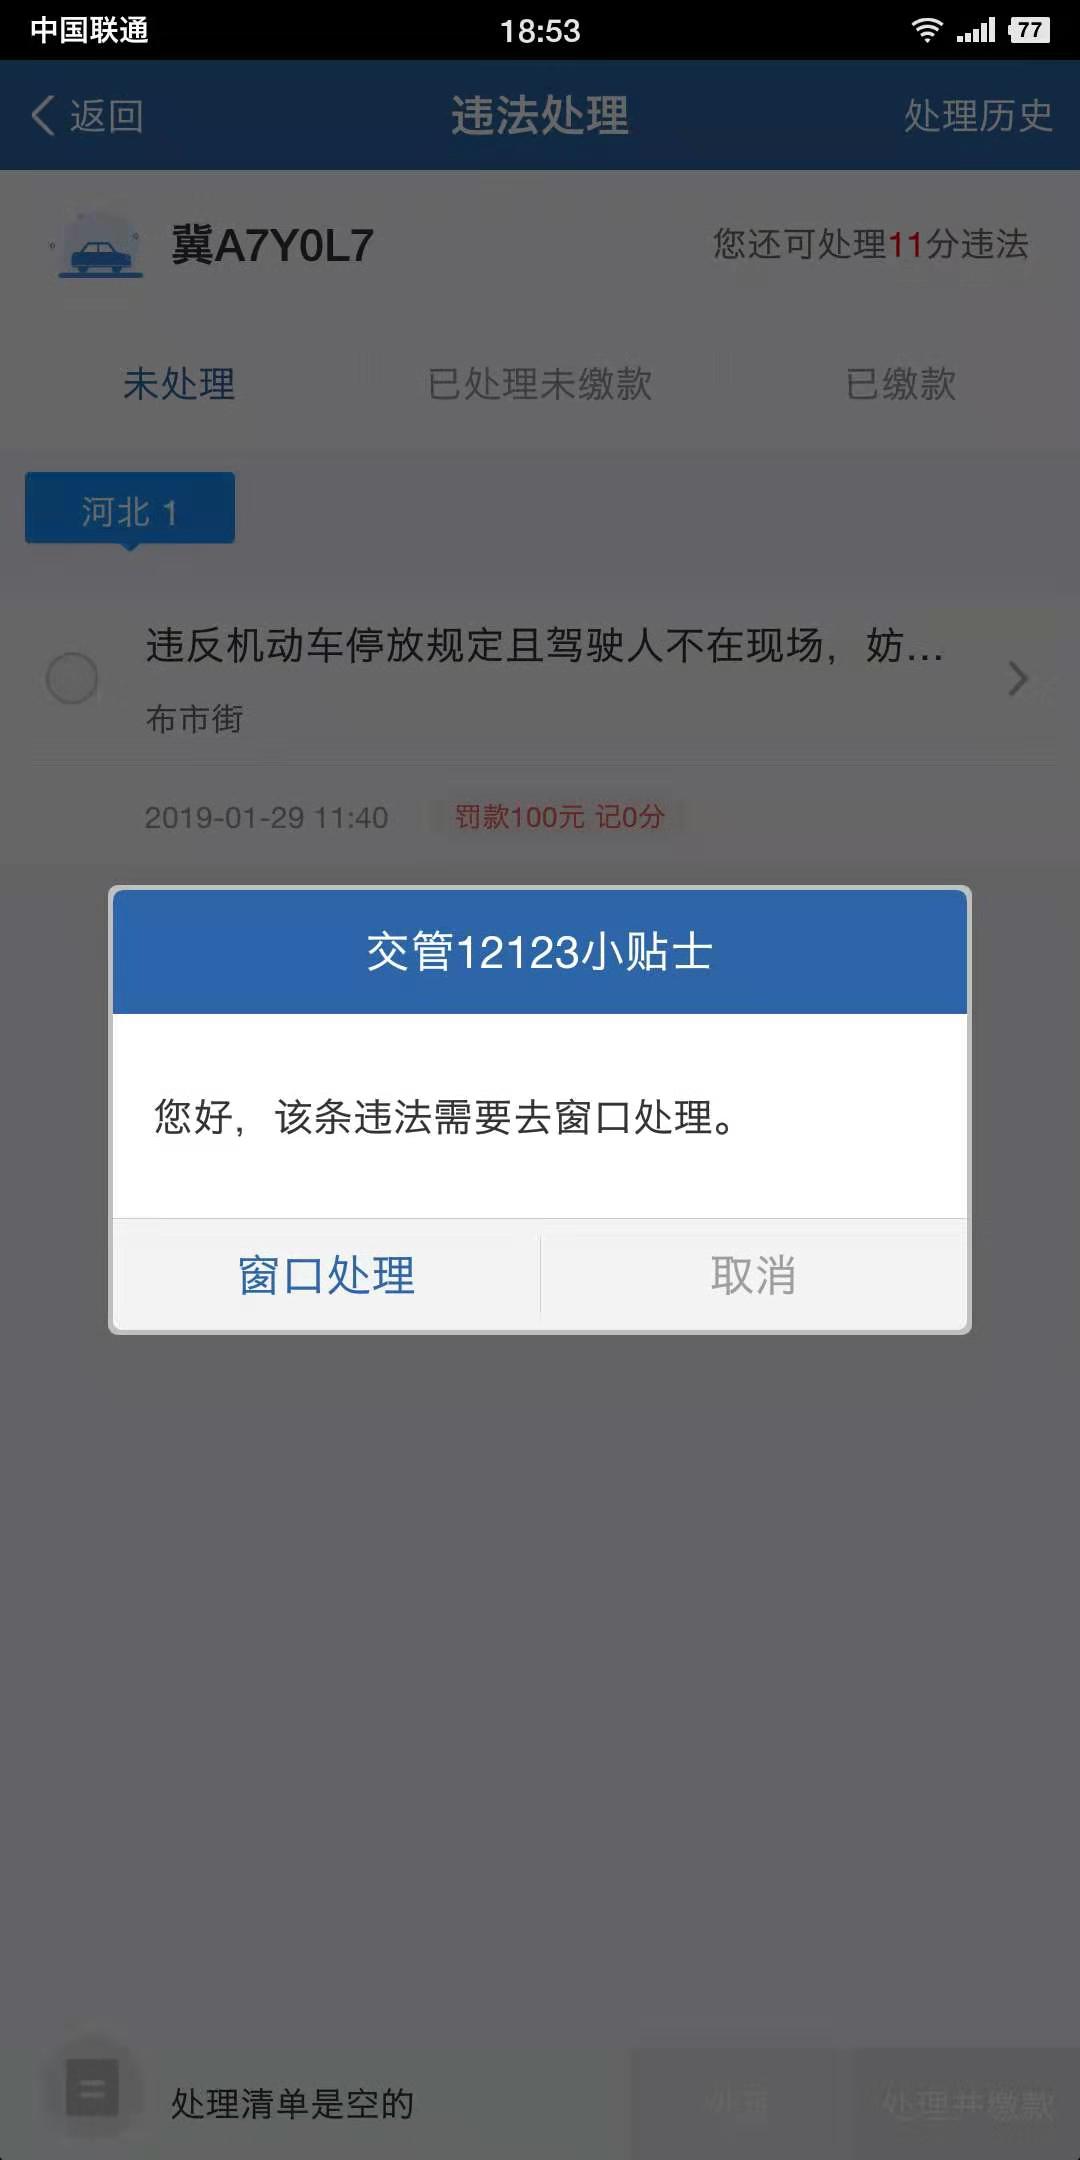 中国联通
18:53
77
返回
违法处理
处理历史
冀A7Y0L7
您还可处理11分违法
未处理
已处理未缴款
已缴款
河北 1
违反机动车停放规定且驾驶人不在现场，妨...
布市街
2019-01-29 11:40
罚款100元 记0分
交管12123小贴士
您好，该条违法需要去窗口处理。
窗口处理
取消
处理清单是空的
处理
处理并缴款